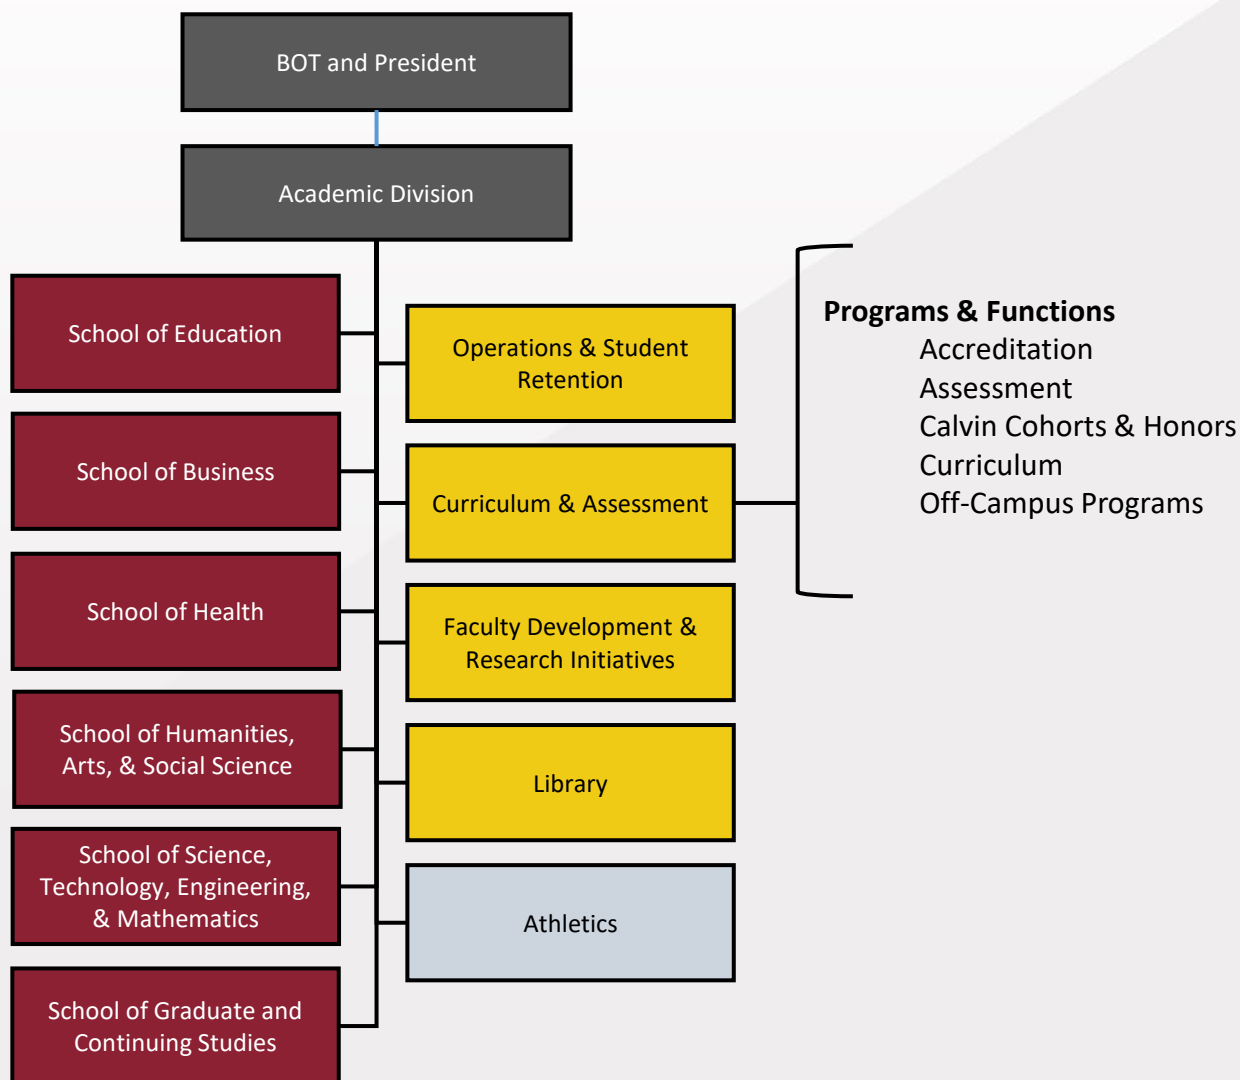 BOT and President
Academic Division
School of Education
School of Business
School of Health
School of Humanities,
Arts, & Social Science
School of Science,
Technology, Engineering,
& Mathematics
School of Graduate and
Continuing Studies
Operations & Student
Retention
Curriculum & Assessment
Faculty Development &
Research Initiatives
Library
Athletics
Programs & Functions
Accreditation
Assessment
Calvin Cohorts & Honors
Curriculum
Off-Campus Programs